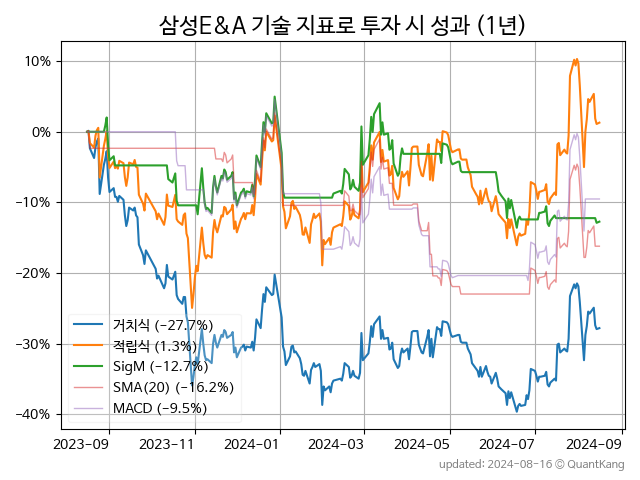 삼성E&A 기술 지표로 투자 시 성과 (1년)
10%
0%
−10%
−20%
−30%
−40%
거치식 (−27.7%)
적립식 (1.3%)
SigM (−12.7%)
SMA(20) (−16.2%)
MACD (−9.5%)
2023−09
2023−11
2024−01
2024−03
2024−05
2024−07
2024−09
updated: 2024-08-16 © QuantKang